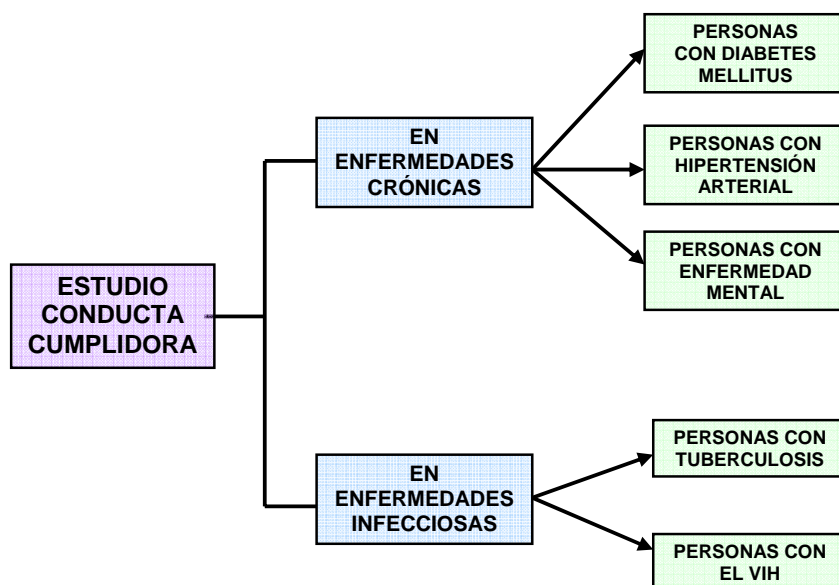 PERSONAS
CON DIABETES
MELLITUS
EN
ENFERMEDADES
CRÓNICAS
PERSONAS CON
HIPERTENSIÓN
ARTERIAL
PERSONAS CON
ENFERMEDAD
MENTAL
ESTUDIO
CONDUCTA
CUMPLIDORA
PERSONAS CON
TUBERCULOSIS
EN
ENFERMEDADES
INFECCIOSAS
PERSONAS CON
EL VIH